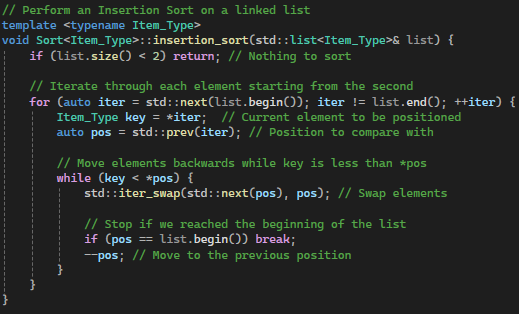 // Perform an Insertion Sort on a linked list
template <typename Item_Type>
void Sort<Item_Type>::insertion_sort(std::list<Item_Type>& list) {
    if (list.size() < 2) return; // Nothing to sort

    // Iterate through each element starting from the second
    for (auto iter = std::next(list.begin()); iter != list.end(); ++iter) {
        Item_Type key = *iter;  // Current element to be positioned
        auto pos = std::prev(iter); // Position to compare with

        // Move elements backwards while key is less than *pos
        while (key < *pos) {
            std::iter_swap(std::next(pos), pos); // Swap elements

            // Stop if we reached the beginning of the list
            if (pos == list.begin()) break;
            --pos; // Move to the previous position
        }
    }
}